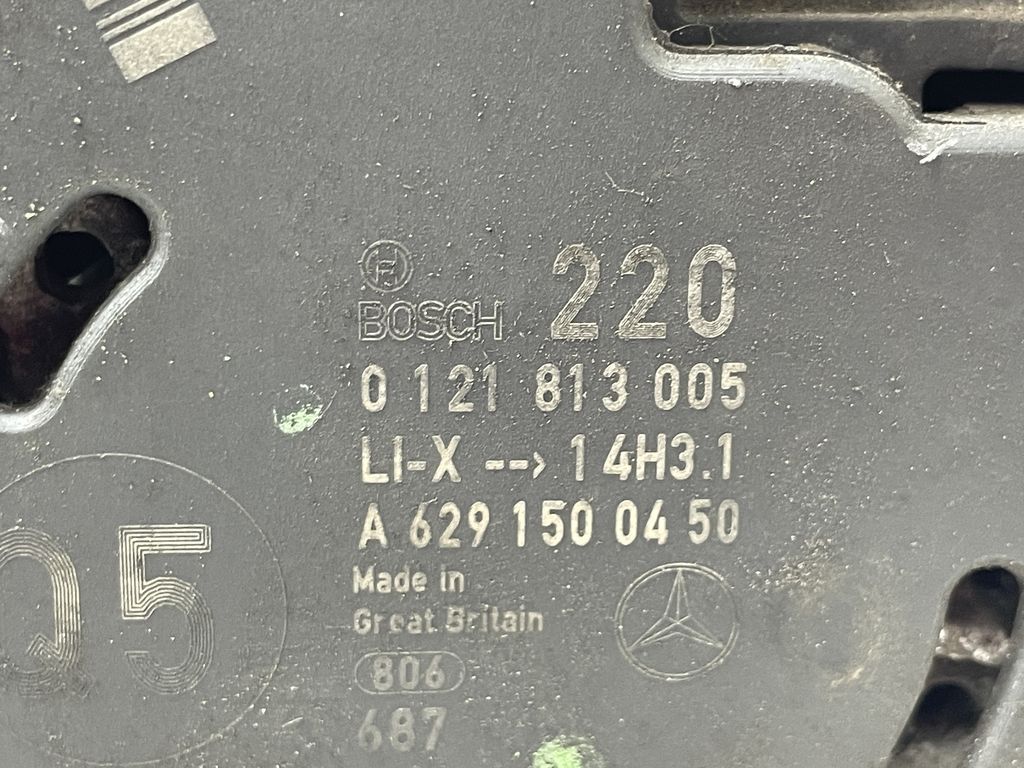 BOSCH 220
0 121 813 005
LI-X --> 14H3.1
A 629 150 04 50
Made in
Great Britain
806
687
Q5